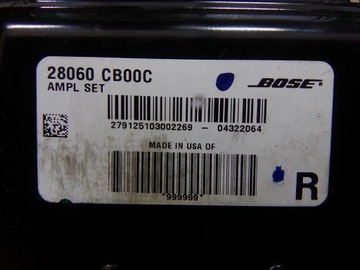 28060 CB00C
AMPL SET
BOSE
279125103002269 - 04322064
MADE IN USA OF
R
*999999*